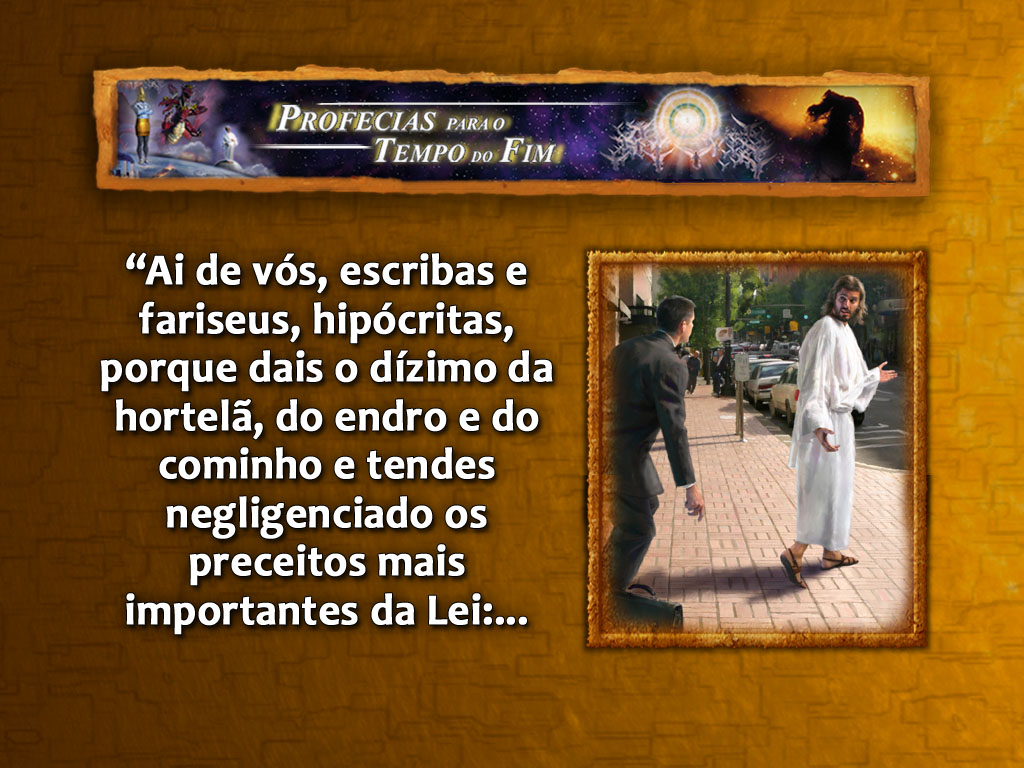 PROFECIAS PARA O
TEMPO DO FIM
“Ai de vós, escribas e
fariseus, hipócritas,
porque dais o dízimo da
hortelã, do endro e do
cominho e tendes
negligenciado os
preceitos mais
importantes da Lei:...